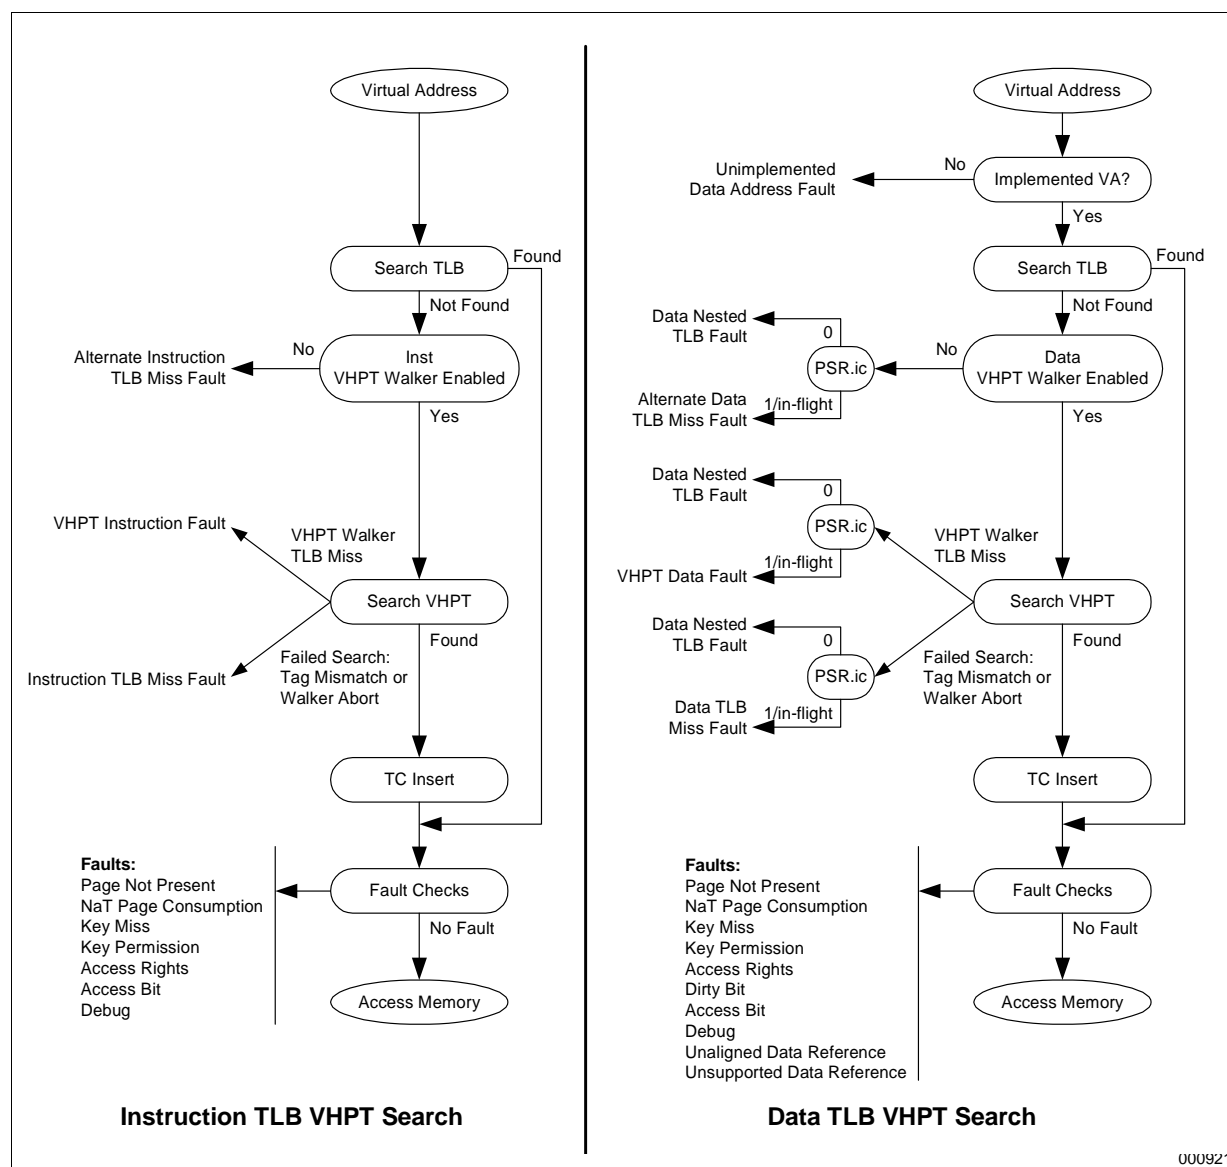 Virtual Address
Search TLB
Found
Not Found
Inst
VHPT Walker Enabled
No
Alternate Instruction
TLB Miss Fault
Yes
VHPT Instruction Fault
VHPT Walker
TLB Miss
Search VHPT
Found
Instruction TLB Miss Fault
Failed Search:
Tag Mismatch or
Walker Abort
TC Insert
Fault Checks
Faults:
Page Not Present
NaT Page Consumption
Key Miss
Key Permission
Access Rights
Access Bit
Debug
No Fault
Access Memory
Instruction TLB VHPT Search
Virtual Address
Implemented VA?
No
Unimplemented
Data Address Fault
Yes
Search TLB
Found
Not Found
Data
VHPT Walker Enabled
No
PSR.ic
0
Data Nested
TLB Fault
1/in-flight
Alternate Data
TLB Miss Fault
Yes
Data Nested
TLB Fault
0
PSR.ic
1/in-flight
VHPT Data Fault
VHPT Walker
TLB Miss
Search VHPT
Found
Data Nested
TLB Fault
0
PSR.ic
1/in-flight
Data TLB
Miss Fault
Failed Search:
Tag Mismatch or
Walker Abort
TC Insert
Fault Checks
Faults:
Page Not Present
NaT Page Consumption
Key Miss
Key Permission
Access Rights
Dirty Bit
Access Bit
Debug
Unaligned Data Reference
Unsupported Data Reference
No Fault
Access Memory
Data TLB VHPT Search
000921